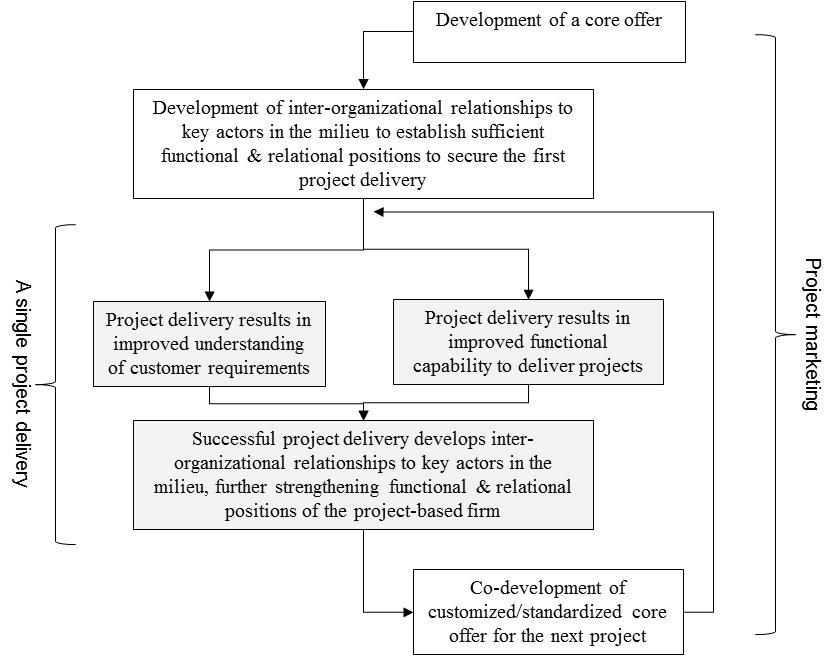 Development of a core offer
Development of inter-organizational relationships to
key actors in the milieu to establish sufficient
functional & relational positions to secure the first
project delivery
A single project delivery
Project delivery results in
improved understanding
of customer requirements
Project delivery results in
improved functional
capability to deliver projects
Project marketing
Successful project delivery develops inter-
organizational relationships to key actors in the
milieu, further strengthening functional & relational
positions of the project-based firm
Co-development of
customized/standardized core
offer for the next project